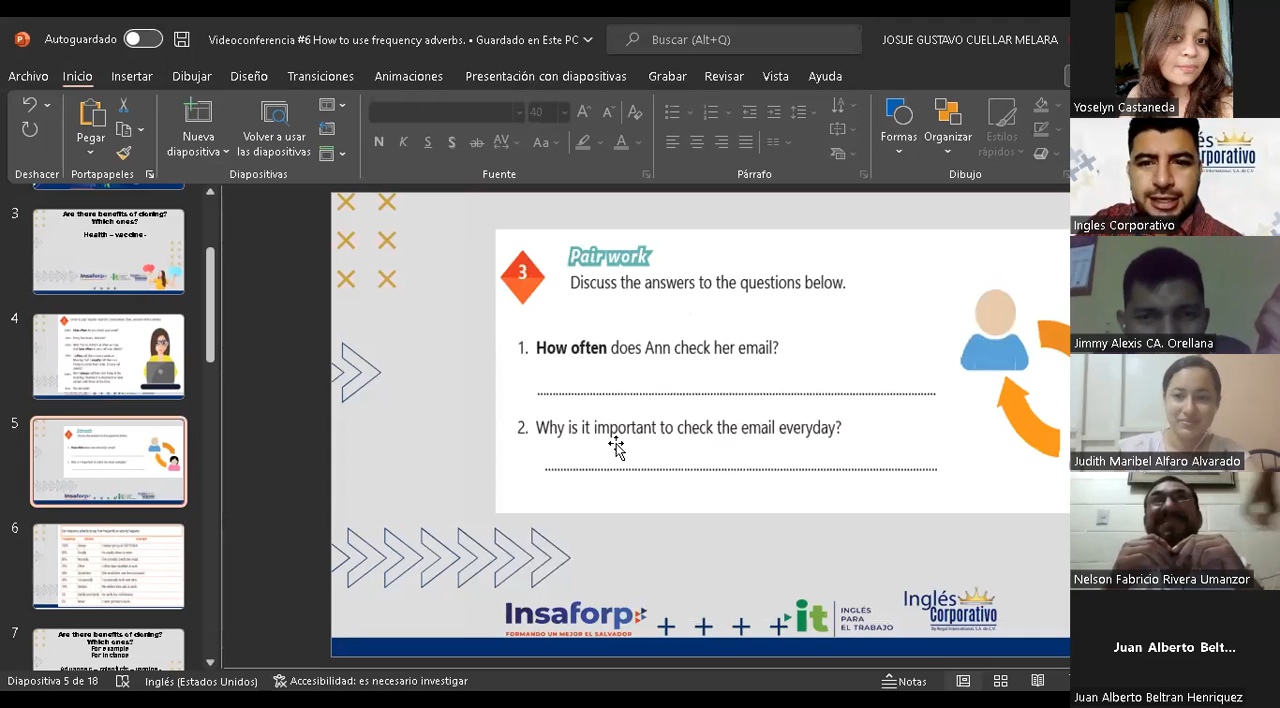 Autoguardado
Videoconferencia #6 How to use frequency adverbs. • Guardado en Este PC
Buscar (Alt+Q)
JOSUE GUSTAVO CUELLAR MELARA
Archivo Inicio Insertar Dibujar Diseño Transiciones Animaciones Presentación con diapositivas Grabar Revisar Vista Ayuda
Pegar
Nueva diapositiva
Volver a usar las diapositivas
40
N K S S ab AV Aa A
Formas Organizar Estilos rápidos
Deshacer Portapapeles Diapositivas Fuente Párrafo Dibujo
3
Are there benefits of cloning?
Which ones?
Health – vaccine-
4
5
6
7
Are there benefits of cloning?
Which ones?
For example
For instance
3
Pair work
Discuss the answers to the questions below.
1. How often does Ann check her email?
2. Why is it important to check the email everyday?
Insaforp
FORMANDO UN MEJOR EL SALVADOR
it INGLÉS PARA EL TRABAJO
Inglés Corporativo
Diapositiva 5 de 18
Inglés (Estados Unidos)
Accesibilidad: es necesario investigar
Notas
Yoselyn Castaneda
Ingles Corporativo
Jimmy Alexis CA. Orellana
Judith Maribel Alfaro Alvarado
Nelson Fabricio Rivera Umanzor
Juan Alberto Belt...
Juan Alberto Beltran Henriquez